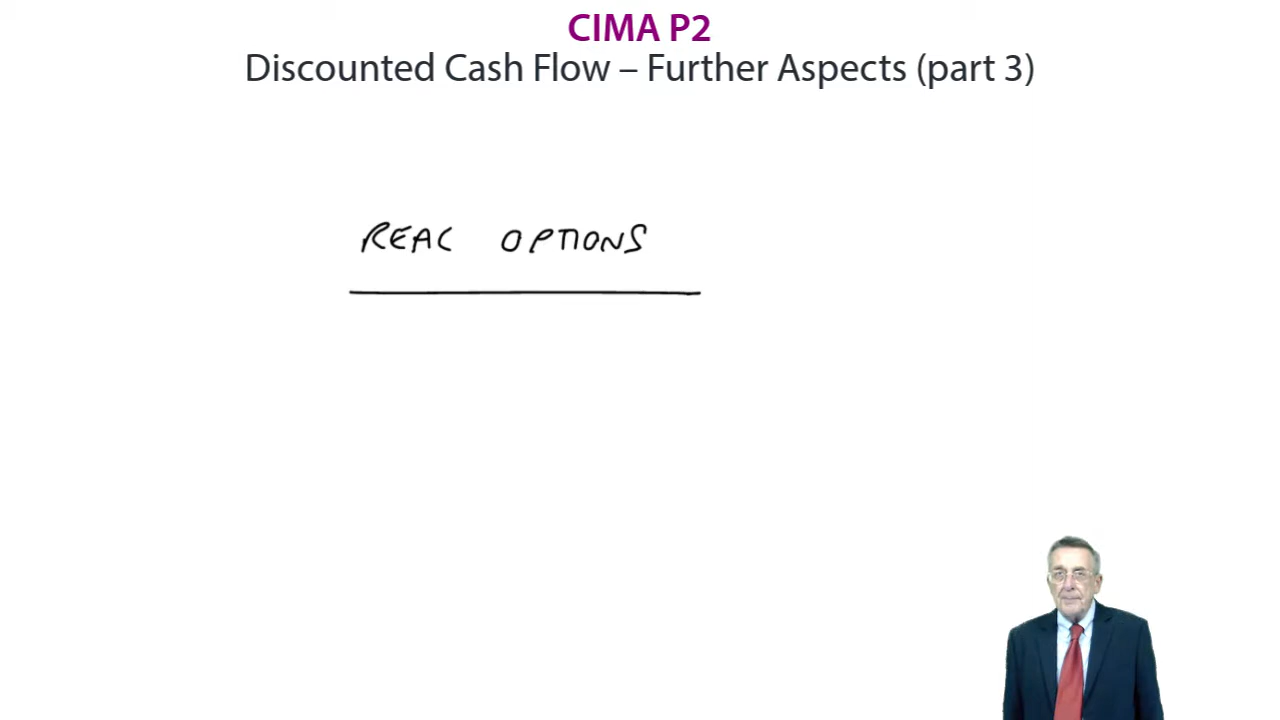 CIMA P2
Discounted Cash Flow – Further Aspects (part 3)
REAL OPTIONS